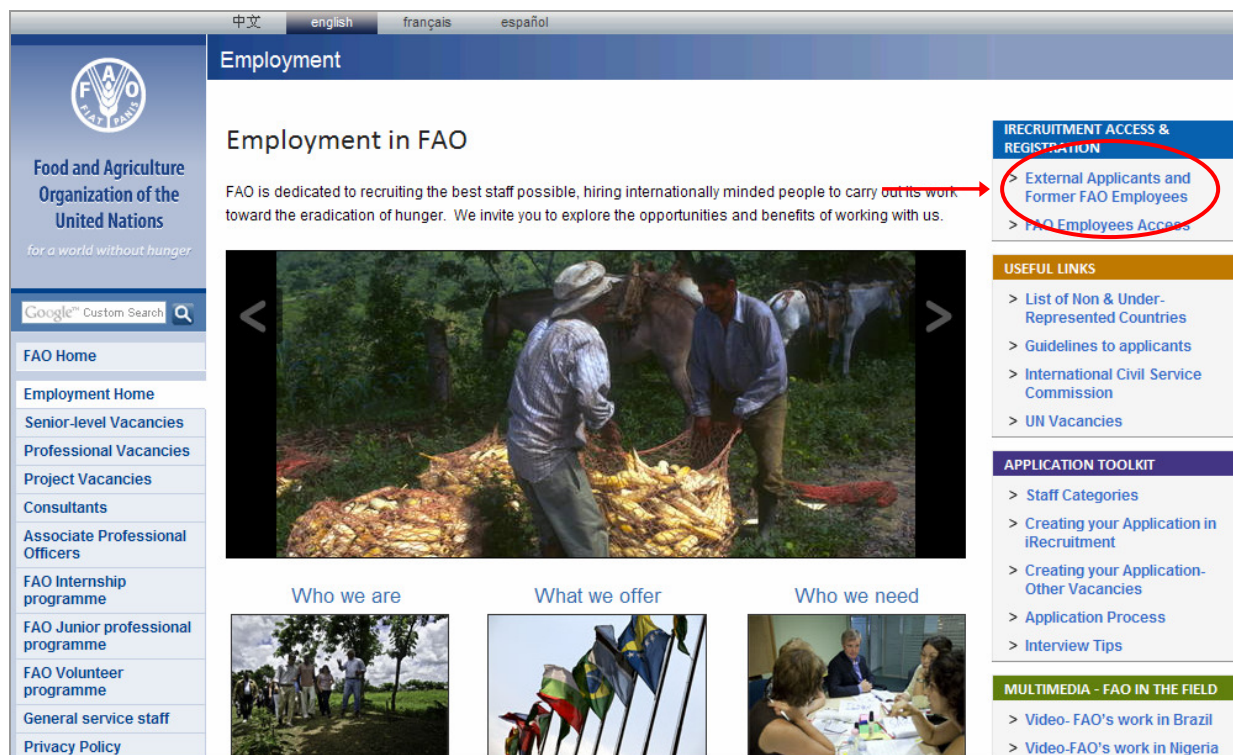 中文 english français español
FAO
FIAT PANIS
Food and Agriculture
Organization of the
United Nations
for a world without hunger
Google™ Custom Search
FAO Home
Employment Home
Senior-level Vacancies
Professional Vacancies
Project Vacancies
Consultants
Associate Professional
Officers
FAO Internship
programme
FAO Junior professional
programme
FAO Volunteer
programme
General service staff
Privacy Policy
Employment
Employment in FAO
FAO is dedicated to recruiting the best staff possible, hiring internationally minded people to carry out its work
toward the eradication of hunger. We invite you to explore the opportunities and benefits of working with us.
< >
Who we are
What we offer
Who we need
IRECRUITMENT ACCESS &
REGISTRATION
> External Applicants and
Former FAO Employees
> FAO Employees Access
USEFUL LINKS
> List of Non & Under-
Represented Countries
> Guidelines to applicants
> International Civil Service
Commission
> UN Vacancies
APPLICATION TOOLKIT
> Staff Categories
> Creating your Application in
iRecruitment
> Creating your Application-
Other Vacancies
> Application Process
> Interview Tips
MULTIMEDIA - FAO IN THE FIELD
> Video- FAO's work in Brazil
> Video-FAO's work in Nigeria